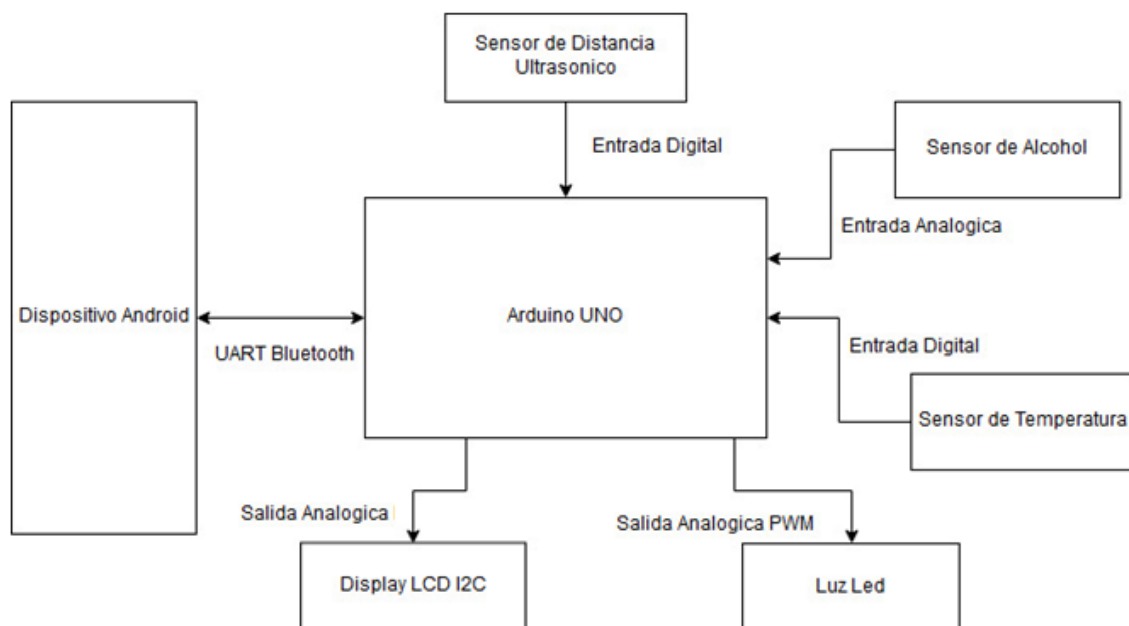 Sensor de Distancia
Ultrasonico
Entrada Digital
Sensor de Alcohol
Entrada Analogica
Dispositivo Android
Arduino UNO
UART Bluetooth
Entrada Digital
Sensor de Temperatura
Salida Analogica
Salida Analogica PWM
Display LCD I2C
Luz Led